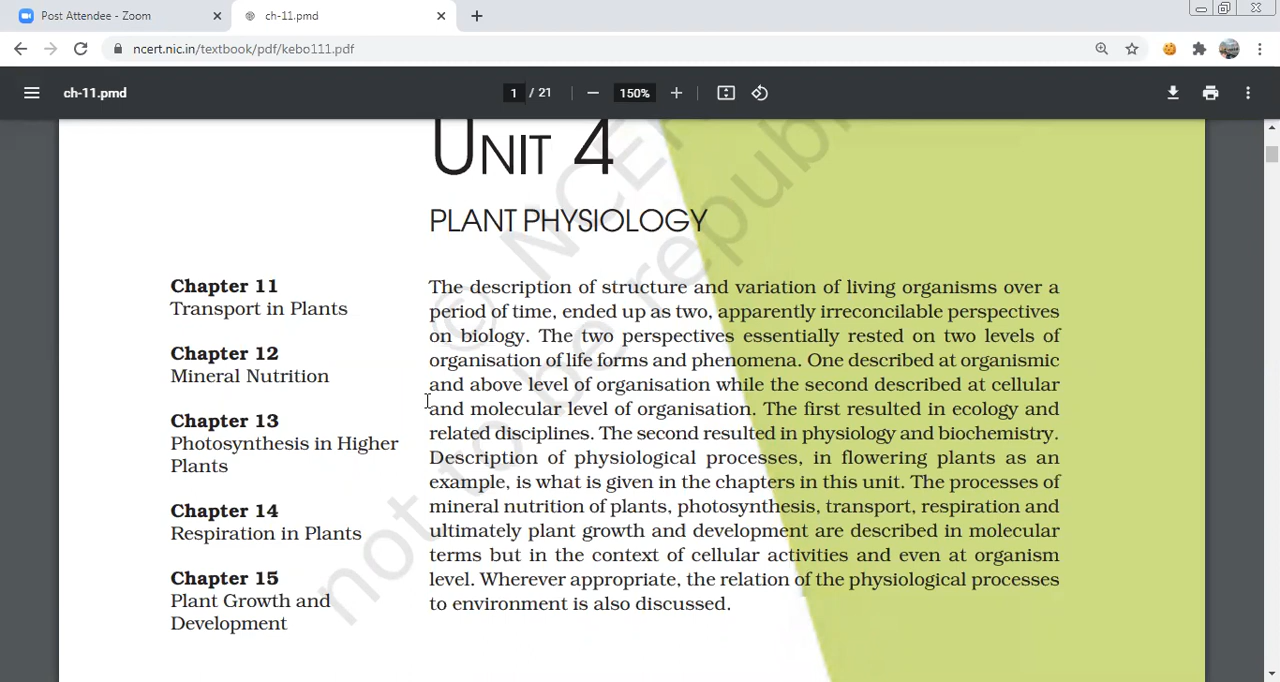 Post Attendee - Zoom
ch-11.pmd
ncert.nic.in/textbook/pdf/kebo111.pdf
ch-11.pmd
1 / 21
150%
UNIT 4
PLANT PHYSIOLOGY
Chapter 11
Transport in Plants
Chapter 12
Mineral Nutrition
Chapter 13
Photosynthesis in Higher
Plants
Chapter 14
Respiration in Plants
Chapter 15
Plant Growth and
Development
The description of structure and variation of living organisms over a
period of time, ended up as two, apparently irreconcilable perspectives
on biology. The two perspectives essentially rested on two levels of
organisation of life forms and phenomena. One described at organismic
and above level of organisation while the second described at cellular
and molecular level of organisation. The first resulted in ecology and
related disciplines. The second resulted in physiology and biochemistry.
Description of physiological processes, in flowering plants as an
example, is what is given in the chapters in this unit. The processes of
mineral nutrition of plants, photosynthesis, transport, respiration and
ultimately plant growth and development are described in molecular
terms but in the context of cellular activities and even at organism
level. Wherever appropriate, the relation of the physiological processes
to environment is also discussed.
© NCE
not to be republi